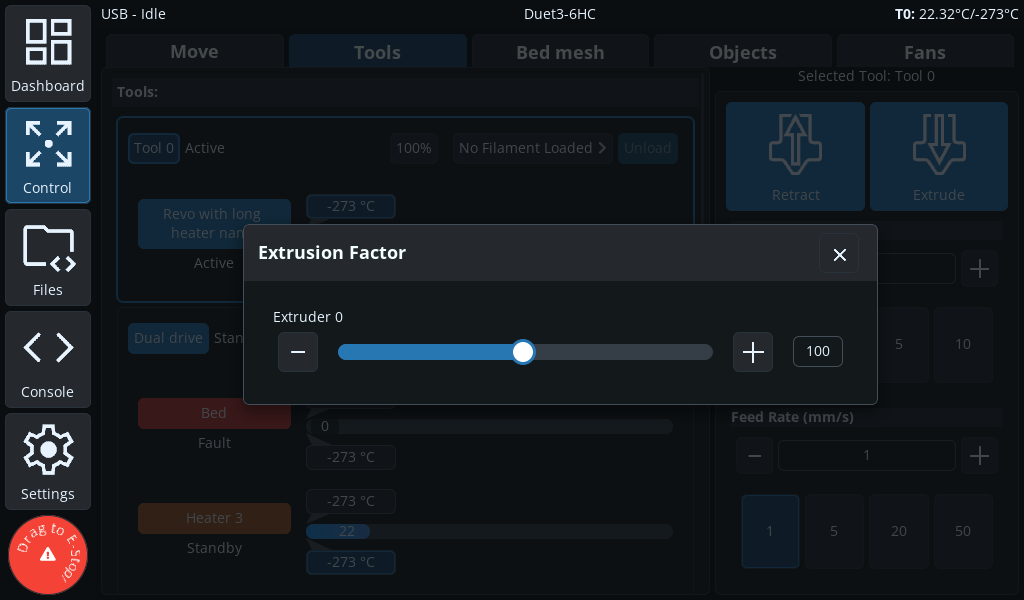 USB - Idle
Duet3-6HC
T0: 22.32°C/-273°C
Dashboard
Control
Files
Console
Settings
Drag to E-Stop!
Move
Tools
Bed mesh
Objects
Fans
Tools:
Tool 0
Active
100%
No Filament Loaded
Unload
Revo with long
heater nam
Active
-273 °C
Selected Tool: Tool 0
Retract
Extrude
Extrusion Factor
Extruder 0
100
Dual drive
Stan
Bed
Fault
0
-273 °C
Heater 3
Standby
-273 °C
22
-273 °C
5
10
Feed Rate (mm/s)
1
1
5
20
50